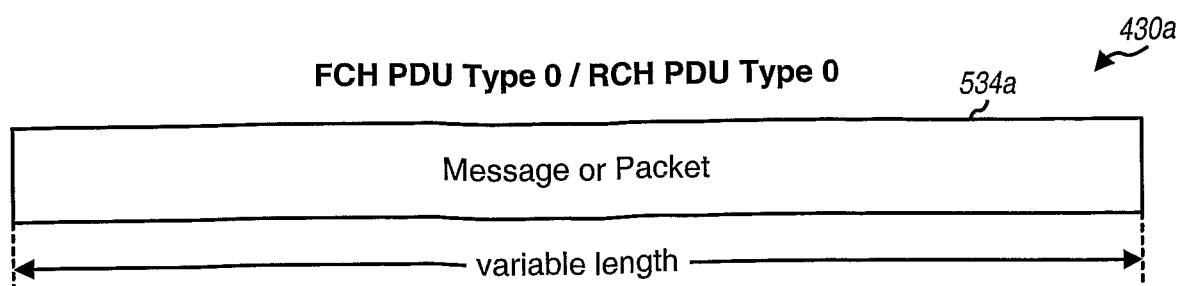 430a
FCH PDU Type 0 / RCH PDU Type 0
534a
Message or Packet
variable length